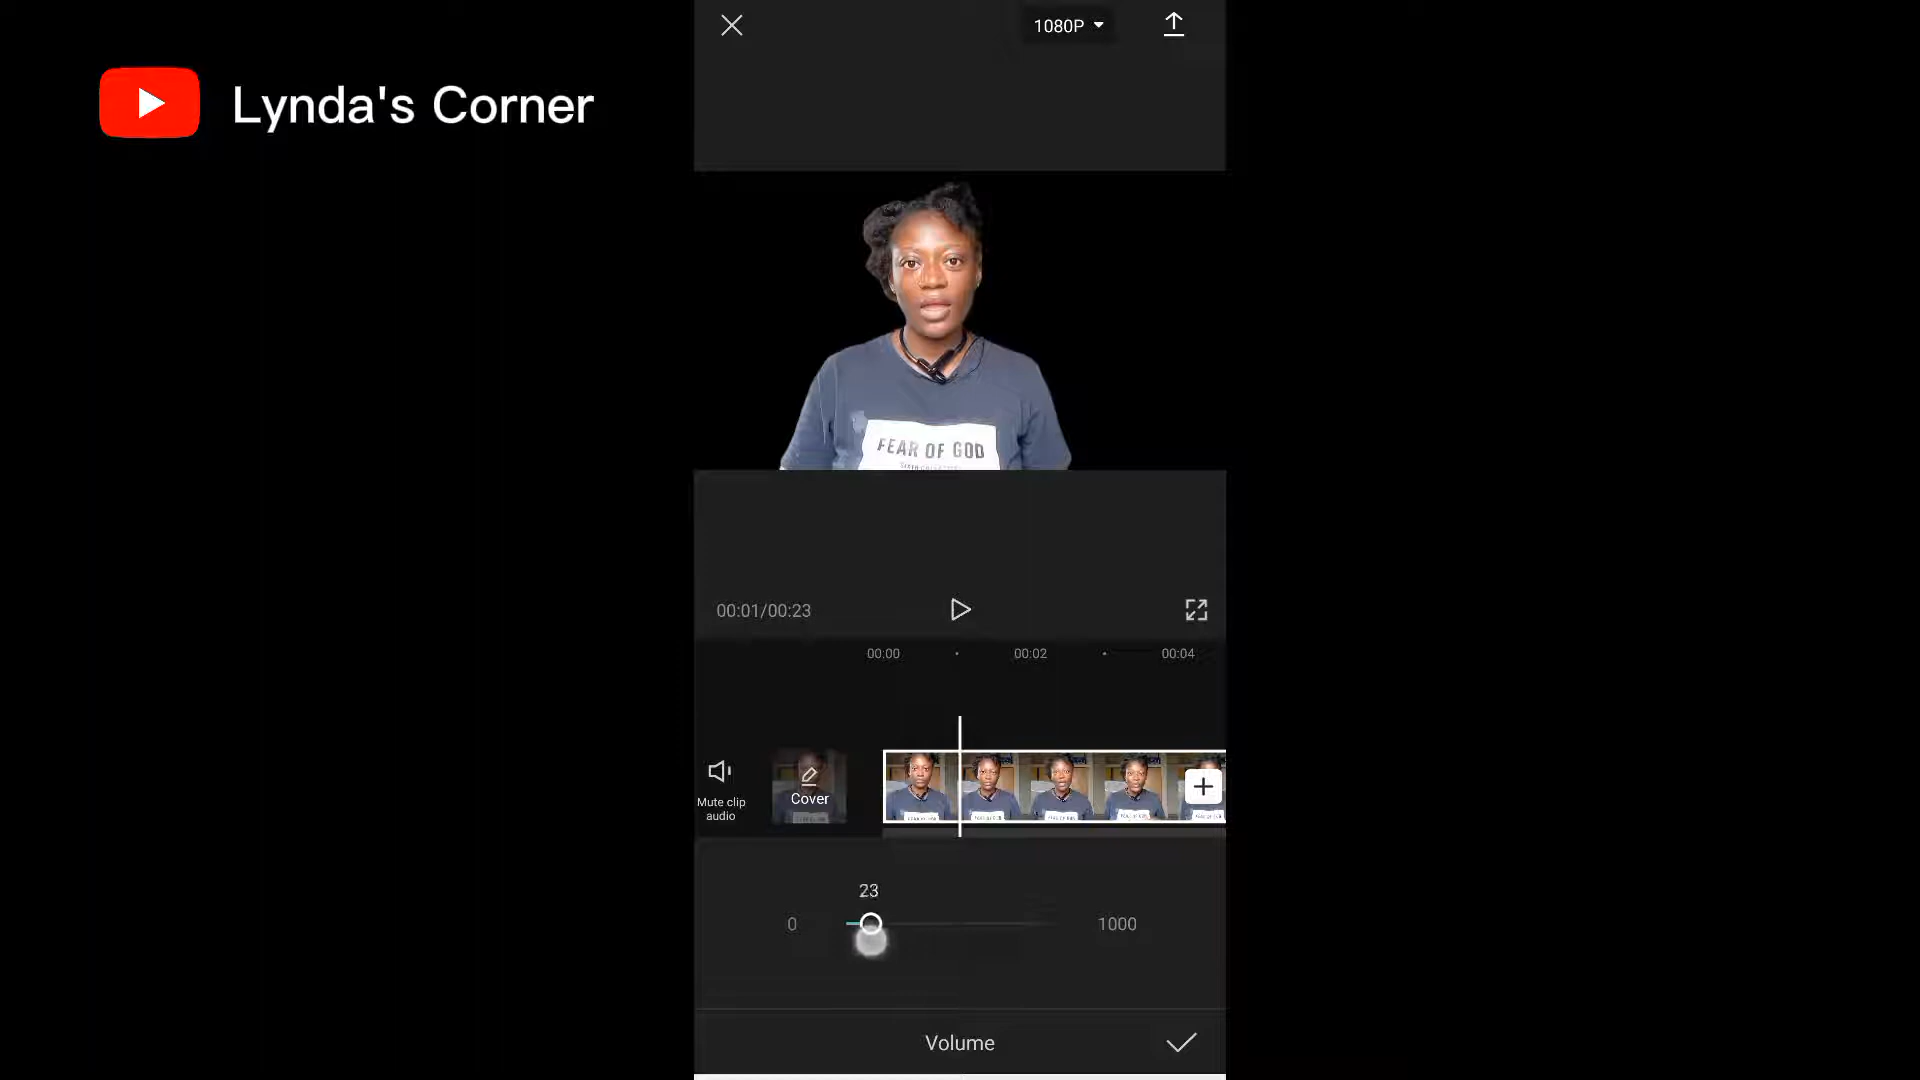 1080P
Lynda's Corner
FEAR OF GOD
00:01/00:23
00:00
00:02
00:04
Mute clip
audio
Cover
23
0
1000
Volume